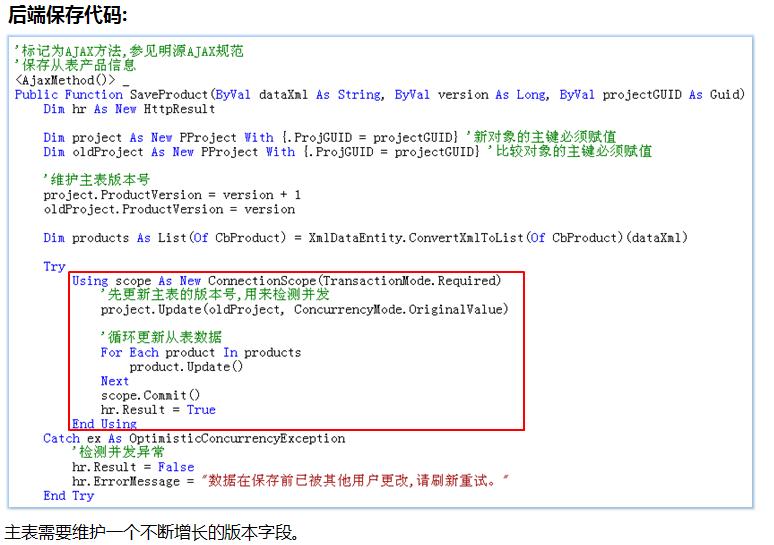 后端保存代码:
'标记为AJAX方法,参见明源AJAX规范
'保存从表产品信息
<AjaxMethod()> _
Public Function SaveProduct(ByVal dataXml As String, ByVal version As Long, ByVal projectGUID As Guid)
Dim hr As New HttpResult
Dim project As New PProject With {.ProjGUID = projectGUID} '新对象的主键必须赋值
Dim oldProject As New PProject With {.ProjGUID = projectGUID} '比较对象的主键必须赋值
'维护主表版本号
project.ProductVersion = version + 1
oldProject.ProductVersion = version
Dim products As List(Of CbProduct) = XmlDataEntity.ConvertXmlToList(Of CbProduct)(dataXml)
Try
Using scope As New ConnectionScope(TransactionMode.Required)
'先更新主表的版本号,用来检测并发
project.Update(oldProject, ConcurrencyMode.OriginalValue)
'循环更新从表数据
For Each product In products
product.Update()
Next
scope.Commit()
hr.Result = True
End Using
Catch ex As OptimisticConcurrencyException
'检测并发异常
hr.Result = False
hr.ErrorMessage = "数据在保存前已被其他用户更改,请刷新重试。"
End Try
主表需要维护一个不断增长的版本字段。